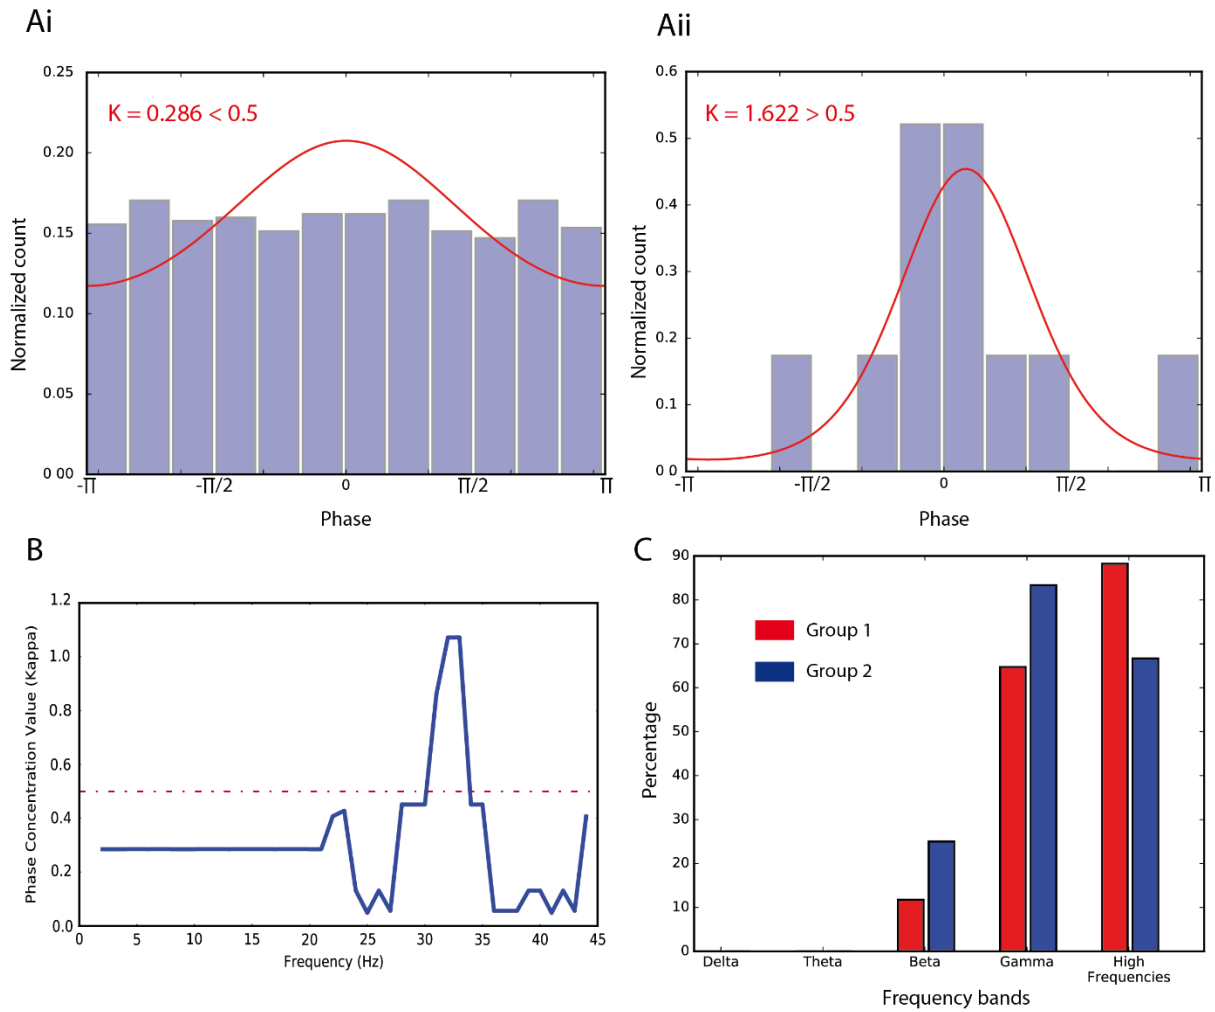 Ai
Aii
0.25
0.20
0.15
0.10
0.05
0 00
Normalized count
K = 0.286 < 0.5
-Π
-Π/2
0
Π/2
Π
Phase
0.6
0.5
0.4
0.3
0.2
0.1
0 0
Normalized count
K = 1.622 > 0.5
-Π
-Π/2
0
Π/2
Π
Phase
B
1.2
1.0
0.8
0.6
0.4
0.2
0.0
Phase Concentration Value (Kappa)
0
5
10
15
20
25
30
35
40
45
Frequency (Hz)
C
90
80
70
60
50
40
30
20
10
0
Percentage
Group 1
Group 2
Delta
Theta
Beta
Gamma
High
Frequencies
Frequency bands